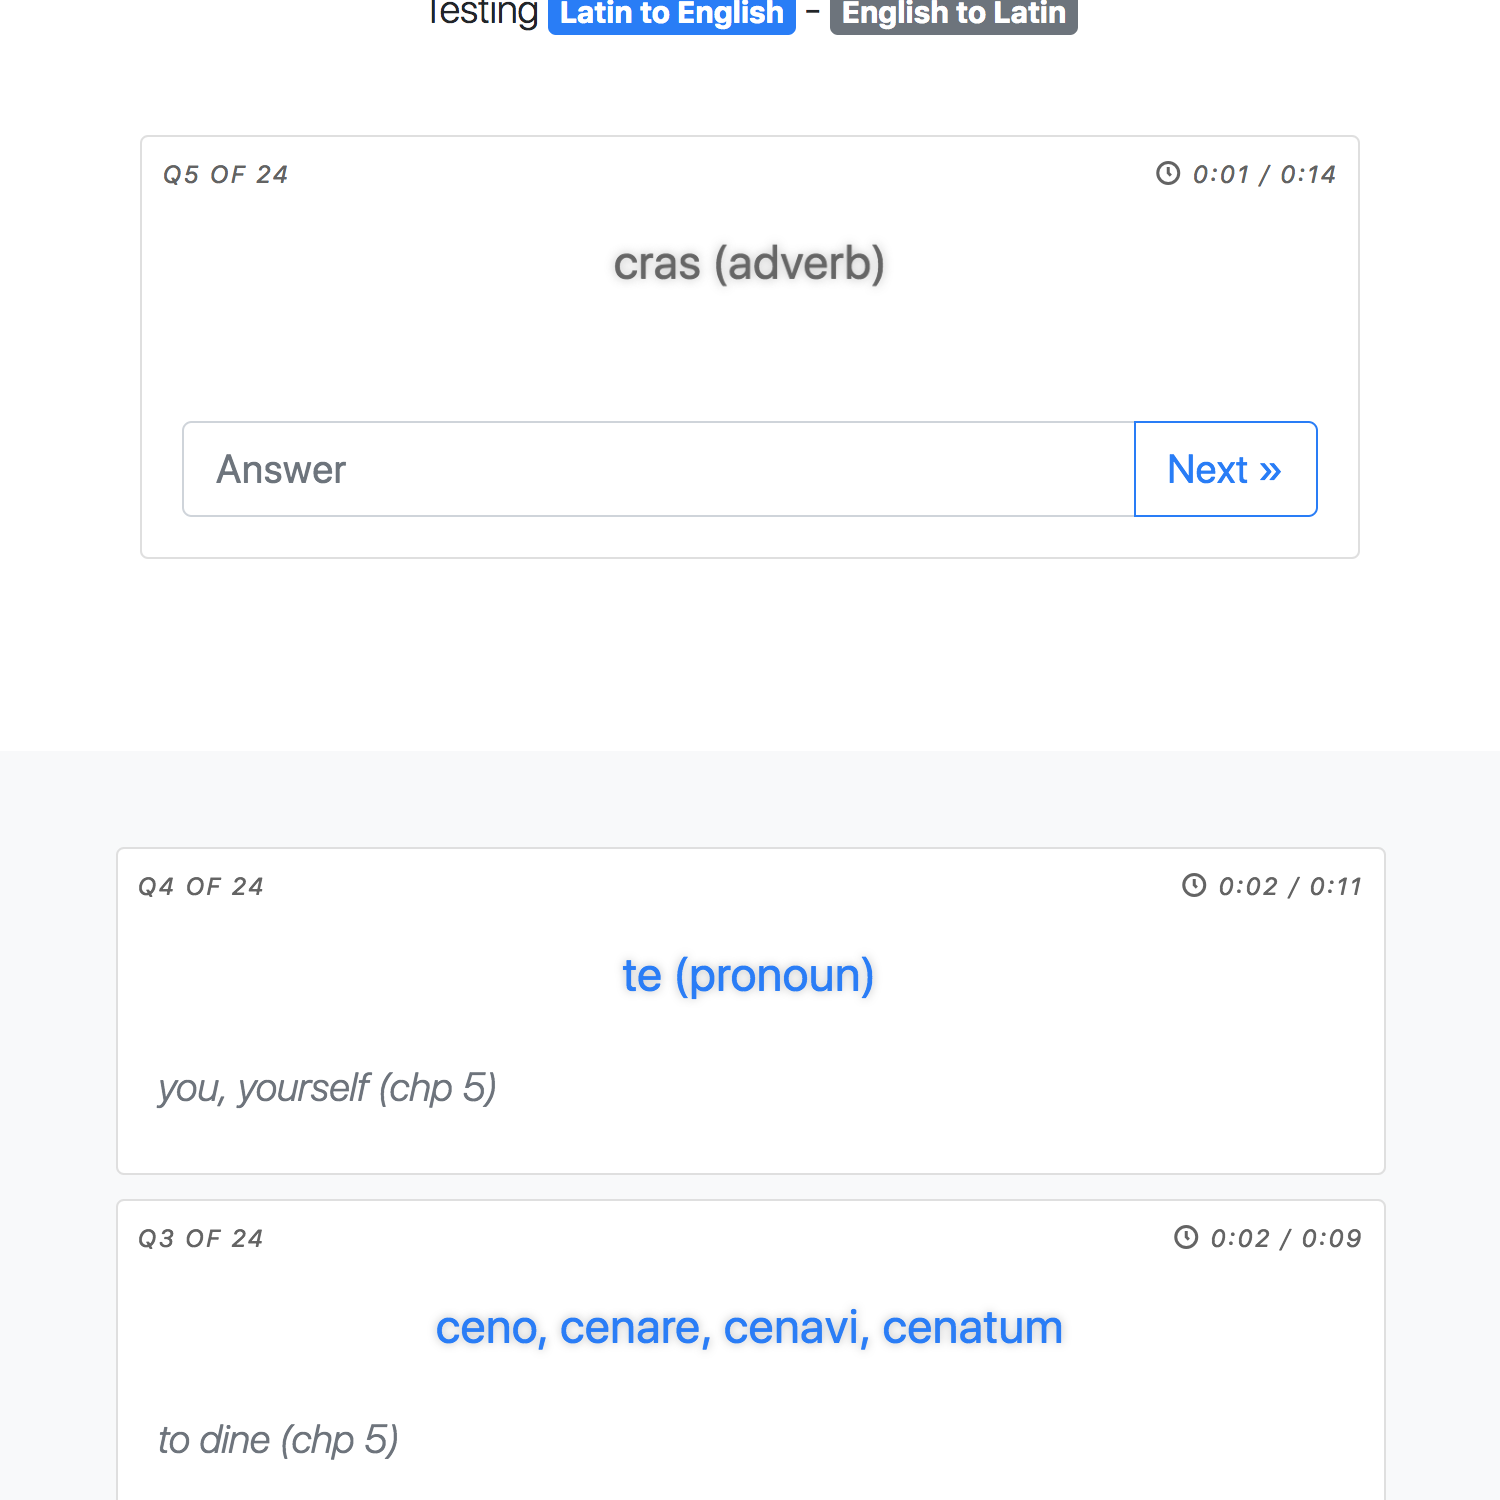 Testing Latin to English - English to Latin
Q5 OF 24
0:01 / 0:14
cras (adverb)
Answer
Next »
Q4 OF 24
0:02 / 0:11
te (pronoun)
you, yourself (chp 5)
Q3 OF 24
0:02 / 0:09
ceno, cenare, cenavi, cenatum
to dine (chp 5)